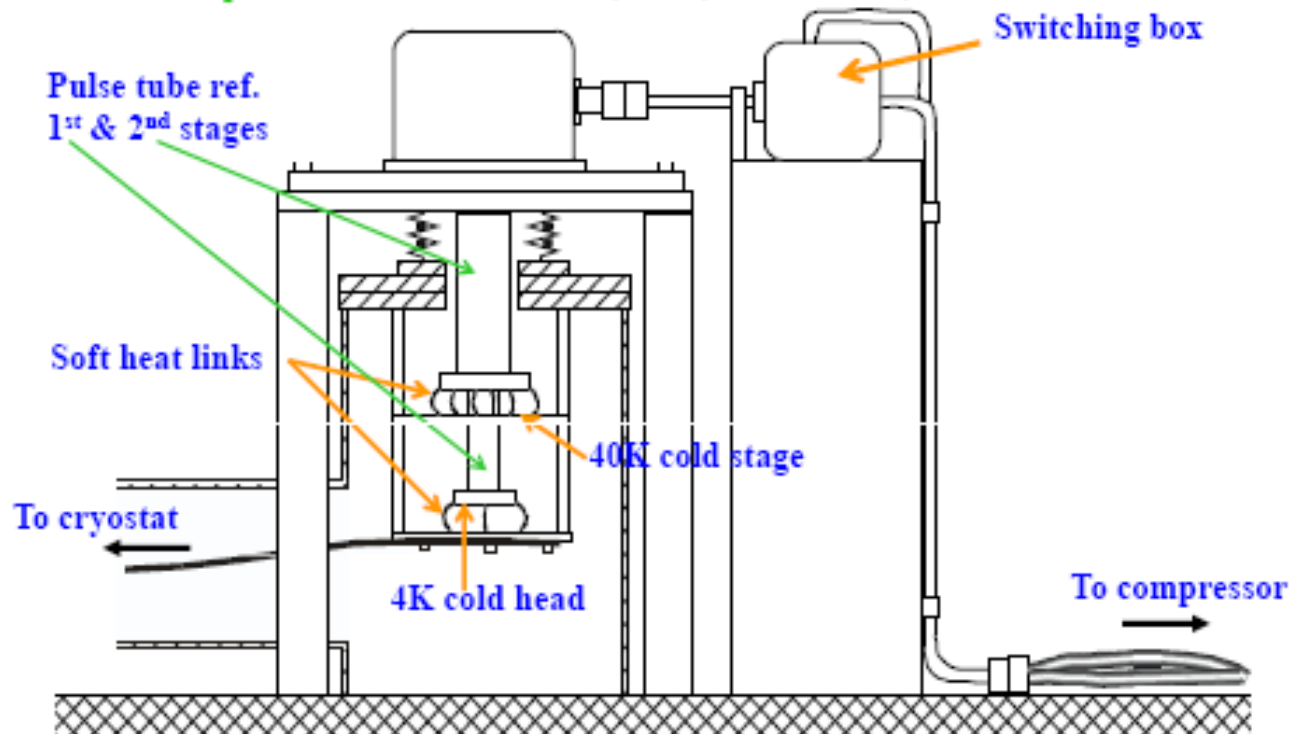 Switching box
Pulse tube ref.
1st & 2nd stages
Soft heat links
40K cold stage
To cryostat
4K cold head
To compressor